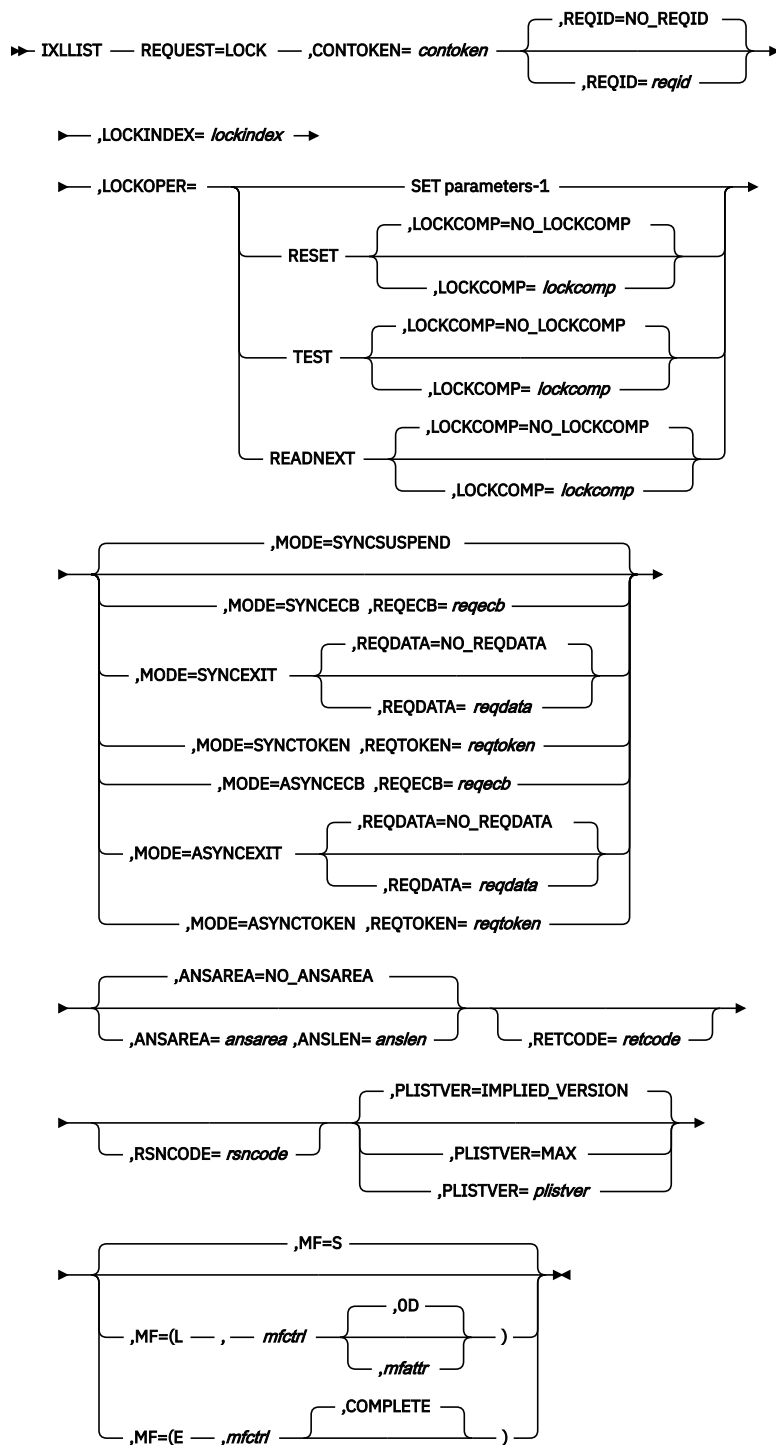 ,REQID=NO_REQID
IXLLIST REQUEST=LOCK ,CONTOKEN= contoken
,REQID= reqid
,LOCKINDEX= lockindex
,LOCKOPER= SET parameters-1
,LOCKCOMP=NO_LOCKCOMP
RESET
,LOCKCOMP= lockcomp
,LOCKCOMP=NO_LOCKCOMP
TEST
,LOCKCOMP= lockcomp
,LOCKCOMP=NO_LOCKCOMP
READNEXT
,LOCKCOMP= lockcomp
,MODE=SYNCSUSPEND
,MODE=SYNCECB ,REQECB= reqecb
,REQDATA=NO_REQDATA
,MODE=SYNCEXIT
,REQDATA= reqdata
,MODE=SYNCTOKEN ,REQTOKEN= reqtoken
,MODE=ASYNCECB ,REQECB= reqecb
,REQDATA=NO_REQDATA
,MODE=ASYNCEXIT
,REQDATA= reqdata
,MODE=ASYNCTOKEN ,REQTOKEN= reqtoken
,ANSAREA=NO_ANSAREA
,ANSAREA= ansarea ,ANSLEN= anslen
,RETCODE= retcode
,PLISTVER=IMPLIED_VERSION
,RSNCODE= rsncode
,PLISTVER=MAX
,PLISTVER= plistver
,MF=S
,0D
,MF=(L , mfctrl )
,mfattr
,COMPLETE
,MF=(E ,mfctrl )